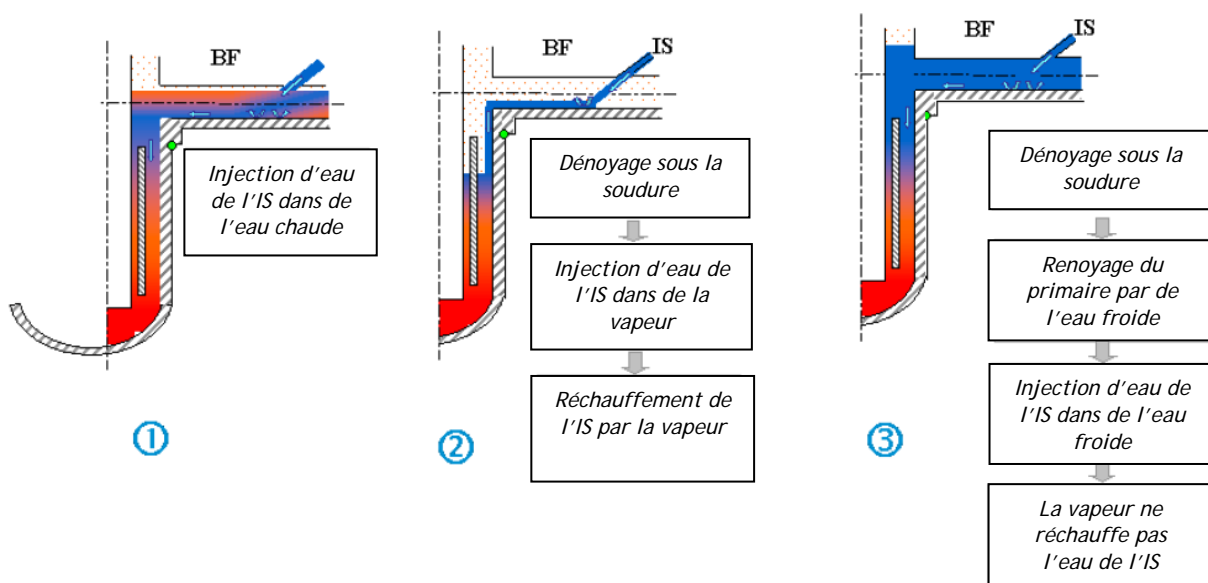 BF
Injection d'eau
de l'IS dans de
l'eau chaude
1
BF
IS
Dénoyage sous la
soudure
Injection d'eau de
l'IS dans de la
vapeur
Réchauffement de
l'IS par la vapeur
2
BF
IS
Dénoyage sous la
soudure
Renoyage du
primaire par de
l'eau froide
Injection d'eau de
l'IS dans de l'eau
froide
La vapeur ne
réchauffe pas
l'eau de l'IS
3